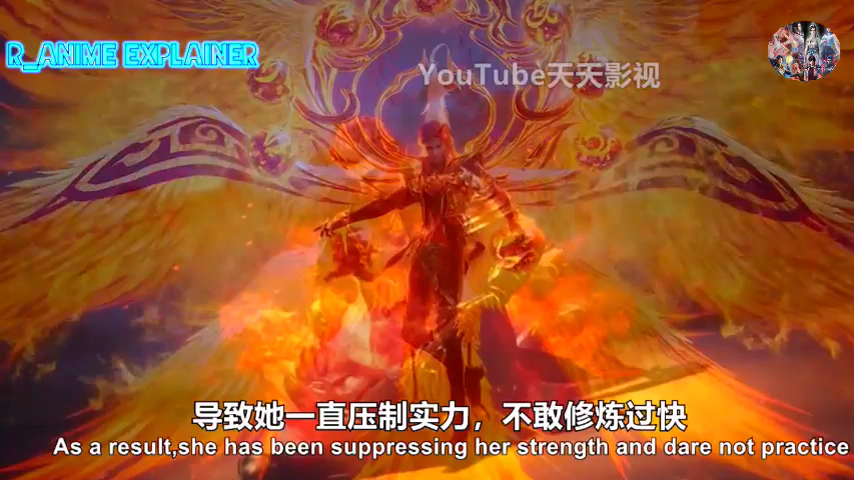 R_ANIME EXPLAINER
YouTube天天影视
导致她一直压制实力，不敢修炼过快
As a result,she has been suppressing her strength and dare not practice